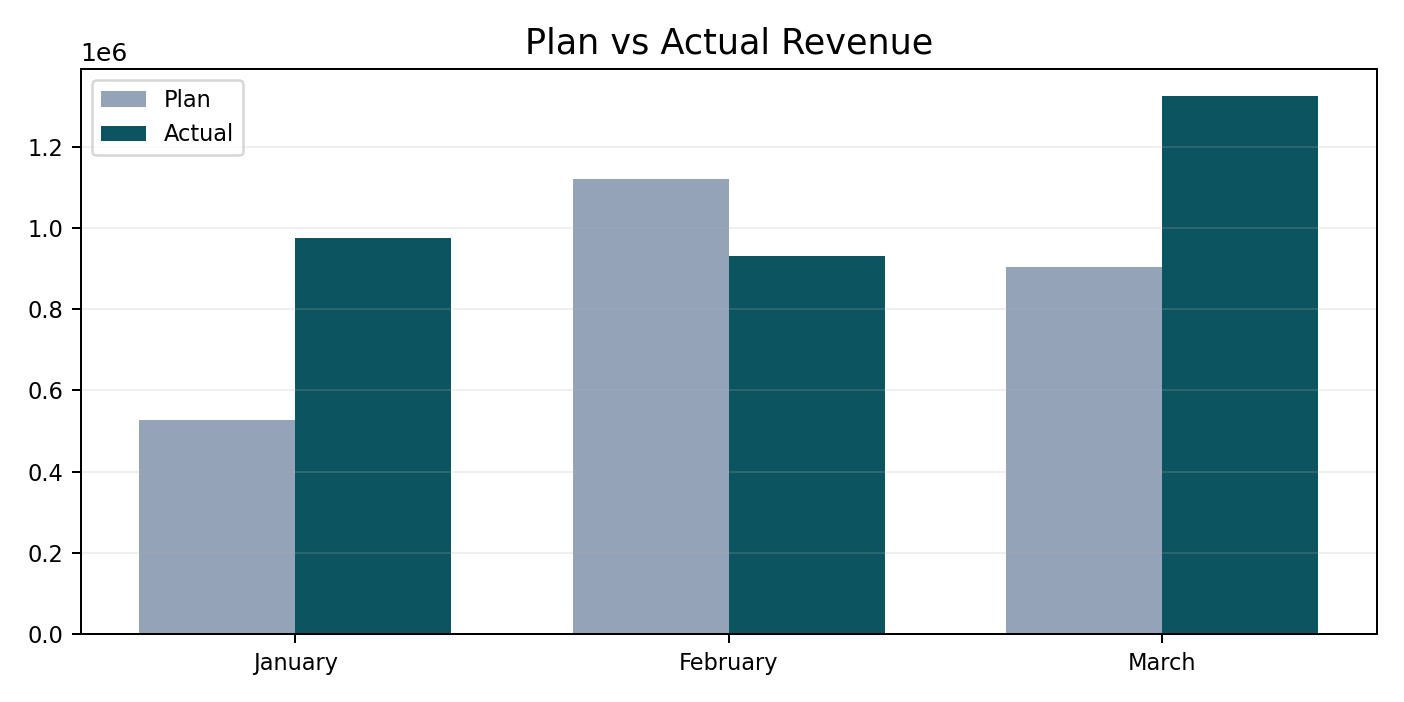 Plan vs Actual Revenue
1e6
Plan
Actual
1.2
1.0
0.8
0.6
0.4
0.2
0.0
January February March